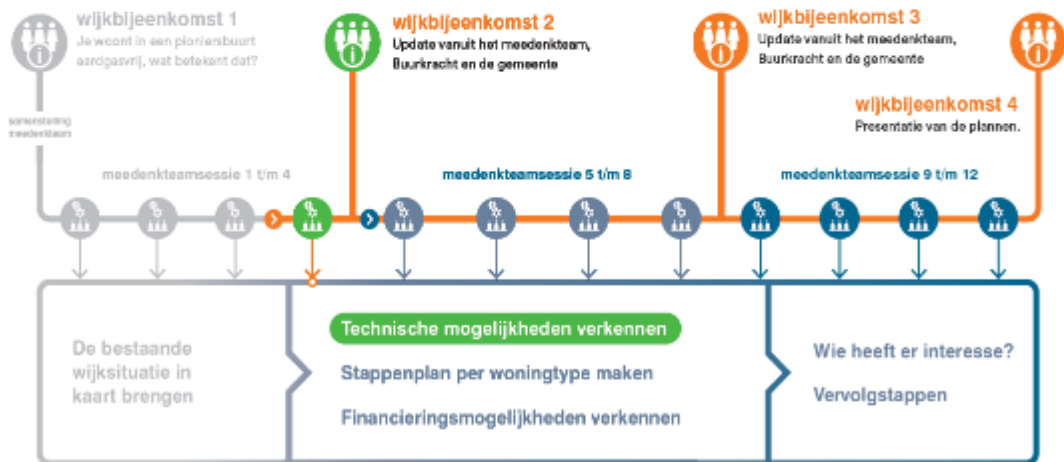 wijkbijeenkomst 1
Je woont in een pioniersbuurt
aardgasvrij, wat betekent dat?
wijkbijeenkomst 2
Update vanuit het meedenkteam,
Buurkracht en de gemeente
wijkbijeenkomst 3
Update vanuit het meedenkteam,
Buurkracht en de gemeente
wijkbijeenkomst 4
Presentatie van de plannen.
samenstelling
meedenkteam
meedenkteamsessie 1 t/m 4
meedenkteamsessie 5 t/m 8
meedenkteamsessie 9 t/m 12
De bestaande
wijksituatie in
kaart brengen
Technische mogelijkheden verkennen
Stappenplan per woningtype maken
Financieringsmogelijkheden verkennen
Wie heeft er interesse?
Vervolgstappen